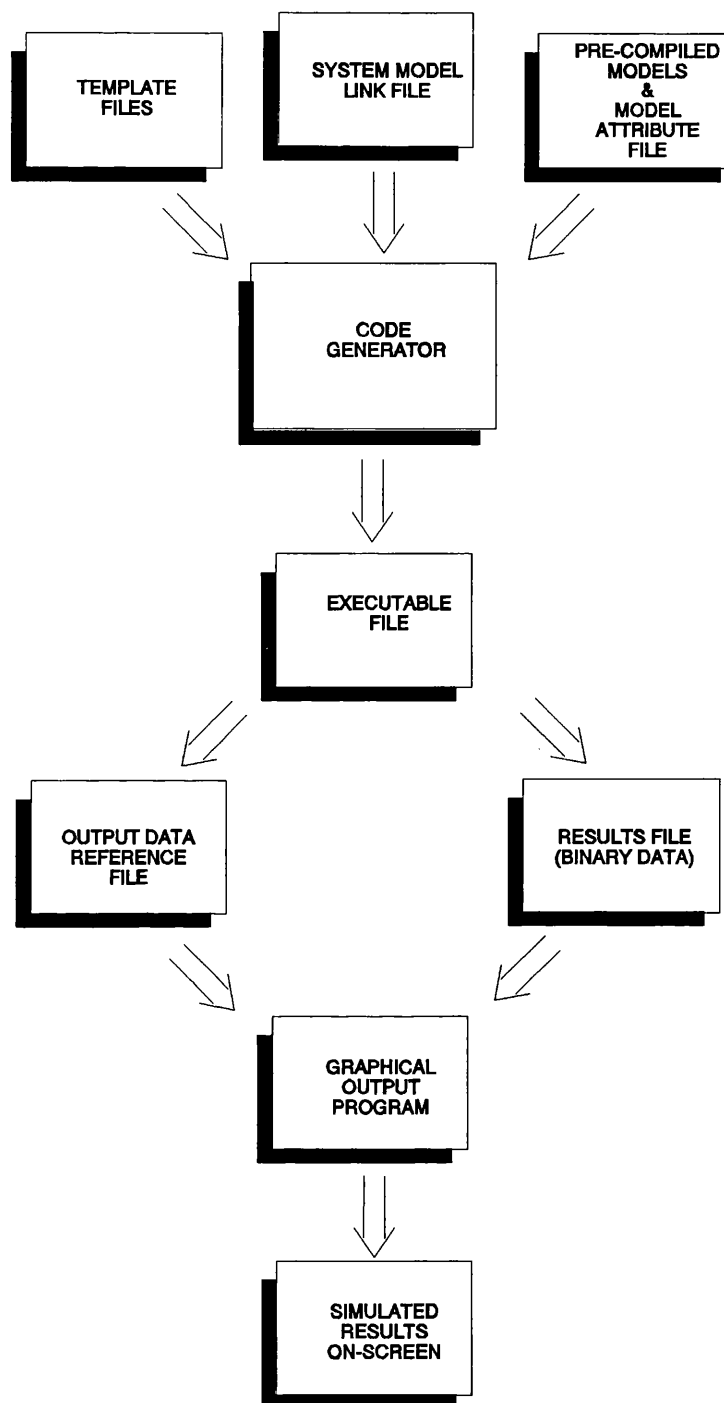 TEMPLATE
FILES
SYSTEM MODEL
LINK FILE
PRE-COMPILED
MODELS
&
MODEL
ATTRIBUTE
FILE
CODE
GENERATOR
EXECUTABLE
FILE
OUTPUT DATA
REFERENCE
FILE
RESULTS FILE
(BINARY DATA)
GRAPHICAL
OUTPUT
PROGRAM
SIMULATED
RESULTS
ON-SCREEN